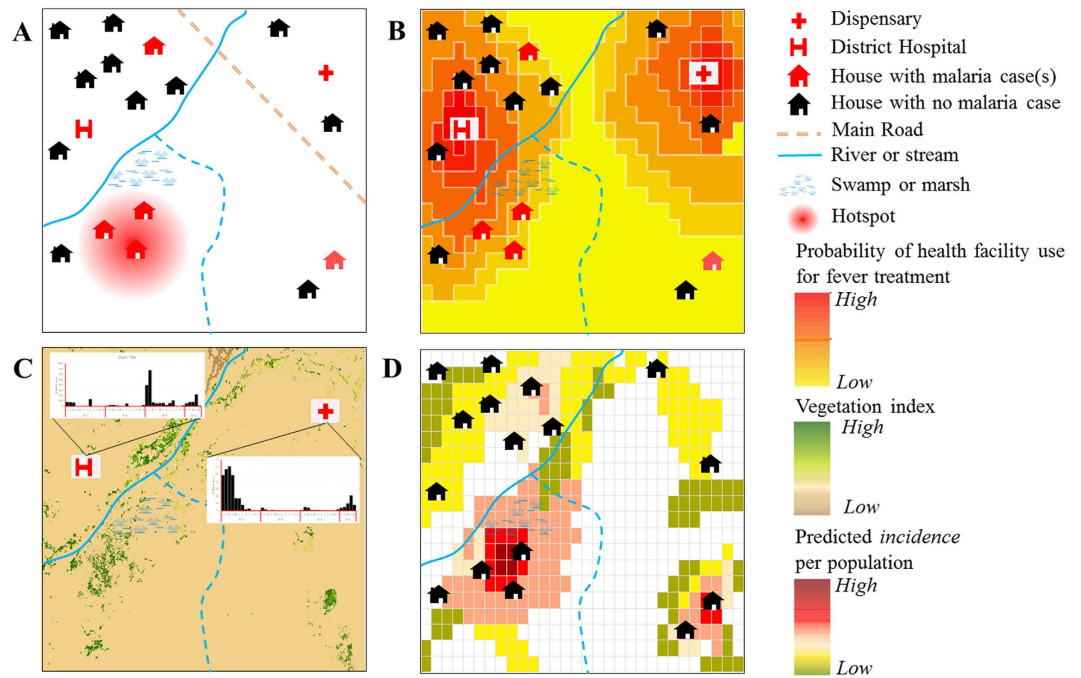 A
B
Dispensary
District Hospital
House with malaria case(s)
House with no malaria case
Main Road
River or stream
Swamp or marsh
Hotspot
Probability of health facility use
for fever treatment
High
Low
C
D
Vegetation index
High
Low
Predicted incidence
per population
High
Low